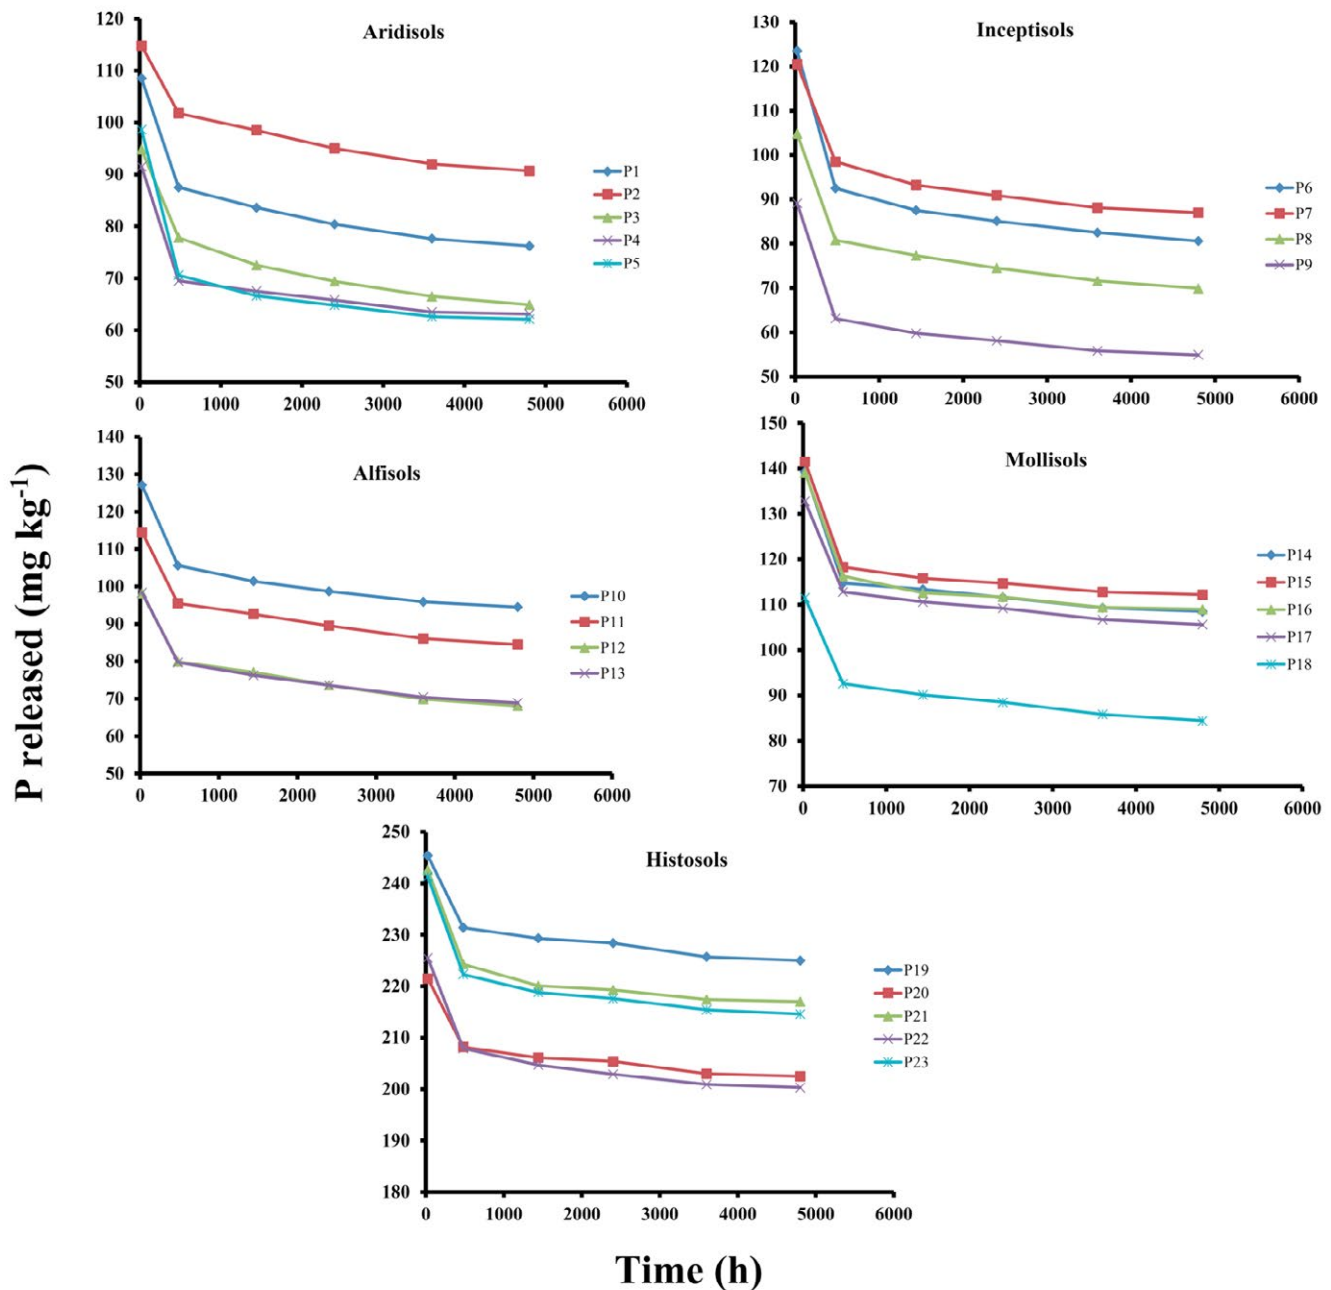 Aridisols
120
110
100
90
80
70
60
50
0 1000 2000 3000 4000 5000 6000
P1
P2
P3
P4
P5
Inceptisols
130
120
110
100
90
80
70
60
50
0 1000 2000 3000 4000 5000 6000
P6
P7
P8
P9
Alfisols
140
130
120
110
100
90
80
70
60
50
0 1000 2000 3000 4000 5000 6000
P10
P11
P12
P13
Mollisols
150
140
130
120
110
100
90
80
70
0 1000 2000 3000 4000 5000 6000
P14
P15
P16
P17
P18
Histosols
250
240
230
220
210
200
190
180
0 1000 2000 3000 4000 5000 6000
P19
P20
P21
P22
P23
P released (mg kg⁻¹)
Time (h)